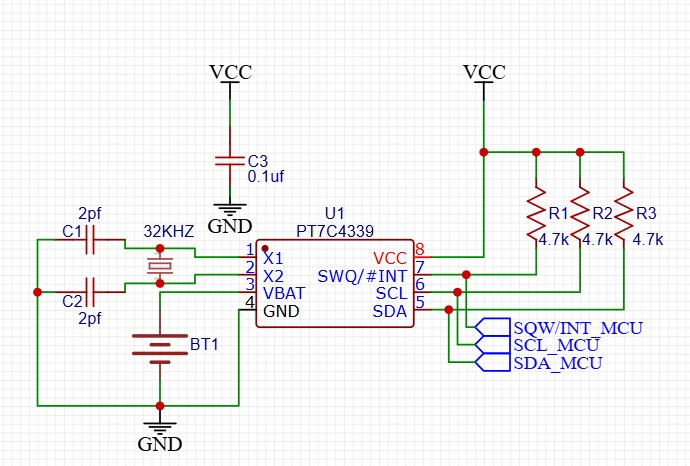 VCC
VCC
C3
0.1uf
GND
2pf
C1
32KHZ
U1
PT7C4339
R1
R2
R3
4.7k
4.7k
4.7k
1
X1
VCC
8
2
X2
SWQ/#INT
7
3
VBAT
SCL
6
4
GND
SDA
5
C2
2pf
BT1
SQW/INT_MCU
SCL_MCU
SDA_MCU
GND